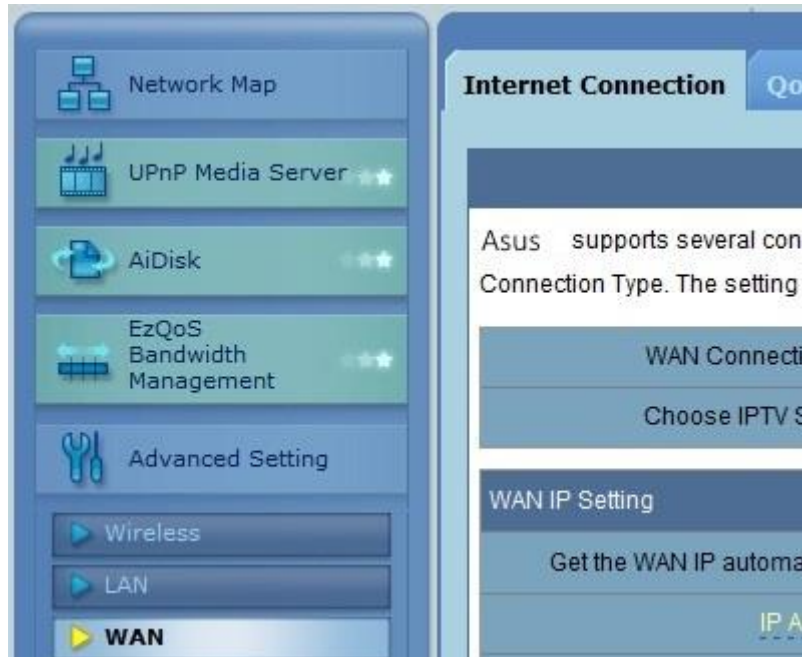 Network Map
UPnP Media Server
AiDisk
EzQoS
Bandwidth
Management
Advanced Setting
Wireless
LAN
WAN
Internet Connection
Asus supports several con
Connection Type. The setting
WAN Connecti
Choose IPTV S
WAN IP Setting
Get the WAN IP automa
IP A